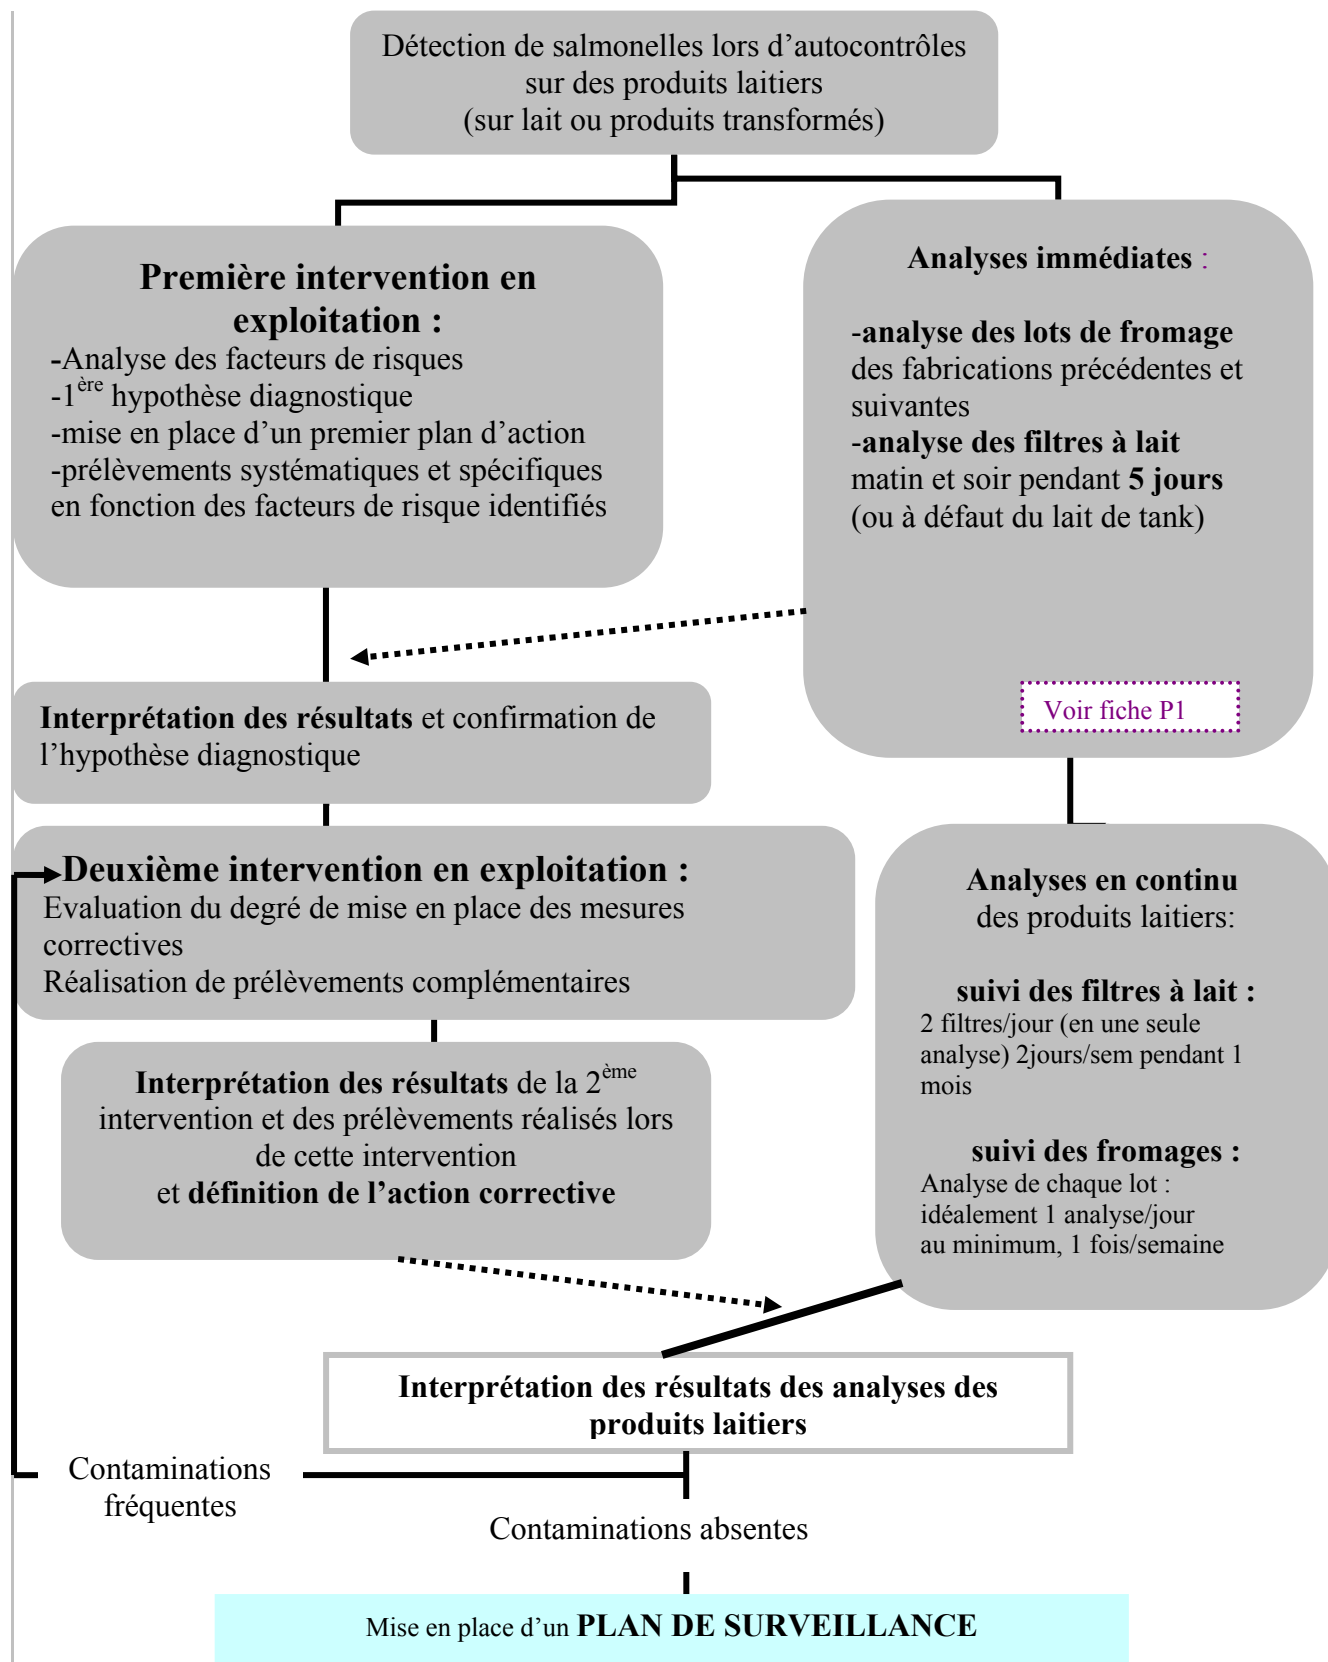 Détection de salmonelles lors d’autocontrôles
sur des produits laitiers
(sur lait ou produits transformés)
Première intervention en
exploitation :
-Analyse des facteurs de risques
-1ère hypothèse diagnostique
-mise en place d’un premier plan d’action
-prélèvements systématiques et spécifiques
en fonction des facteurs de risque identifiés
Analyses immédiates :
-analyse des lots de fromage
des fabrications précédentes et
suivantes
-analyse des filtres à lait
matin et soir pendant 5 jours
(ou à défaut du lait de tank)
Voir fiche P1
Interprétation des résultats et confirmation de
l’hypothèse diagnostique
Deuxième intervention en exploitation :
Evaluation du degré de mise en place des mesures
correctives
Réalisation de prélèvements complémentaires
Analyses en continu
des produits laitiers:
suivi des filtres à lait :
2 filtres/jour (en une seule
analyse) 2jours/sem pendant 1
mois
suivi des fromages :
Analyse de chaque lot :
idéalement 1 analyse/jour
au minimum, 1 fois/semaine
Interprétation des résultats de la 2ème
intervention et des prélèvements réalisés lors
de cette intervention
et définition de l’action corrective
Interprétation des résultats des analyses des
produits laitiers
Contaminations
fréquentes
Contaminations absentes
Mise en place d’un PLAN DE SURVEILLANCE